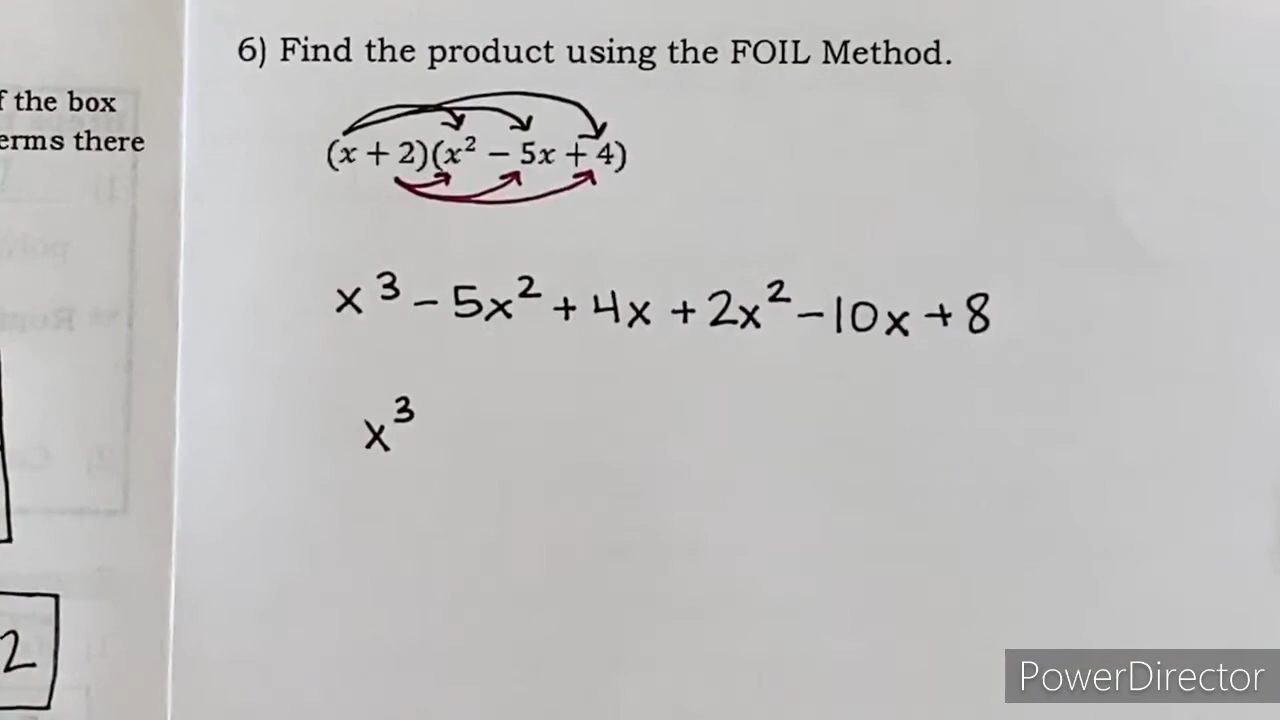 f the box
erms there
2
6) Find the product using the FOIL Method.
(x + 2)(x² − 5x + 4)
x³ − 5x² + 4x + 2x² − 10x + 8
x³
PowerDirector